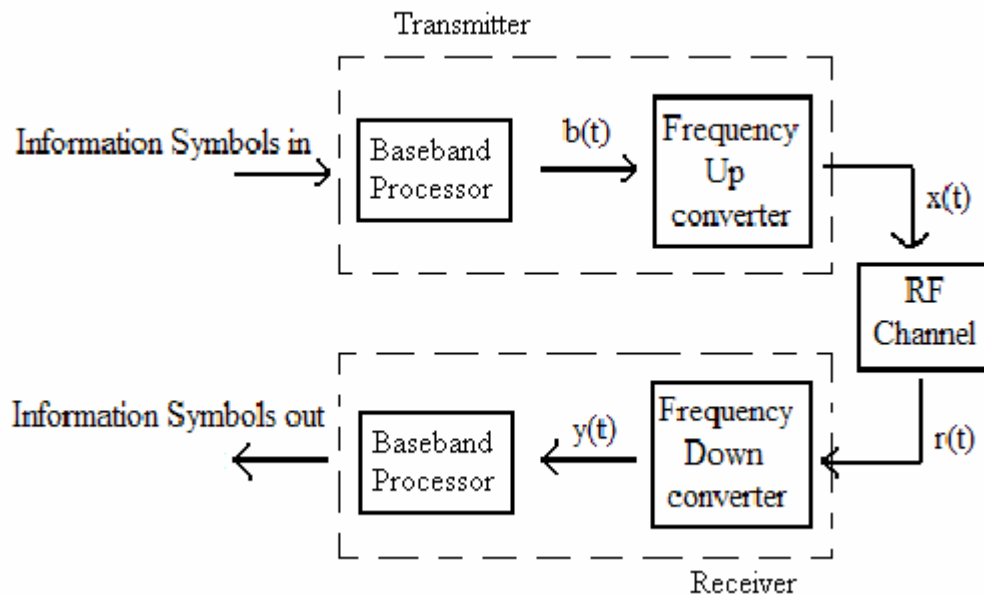 Transmitter
Information Symbols in
Baseband
Processor
b(t)
Frequency
Up
converter
x(t)
RF
Channel
Information Symbols out
Baseband
Processor
y(t)
Frequency
Down
converter
r(t)
Receiver